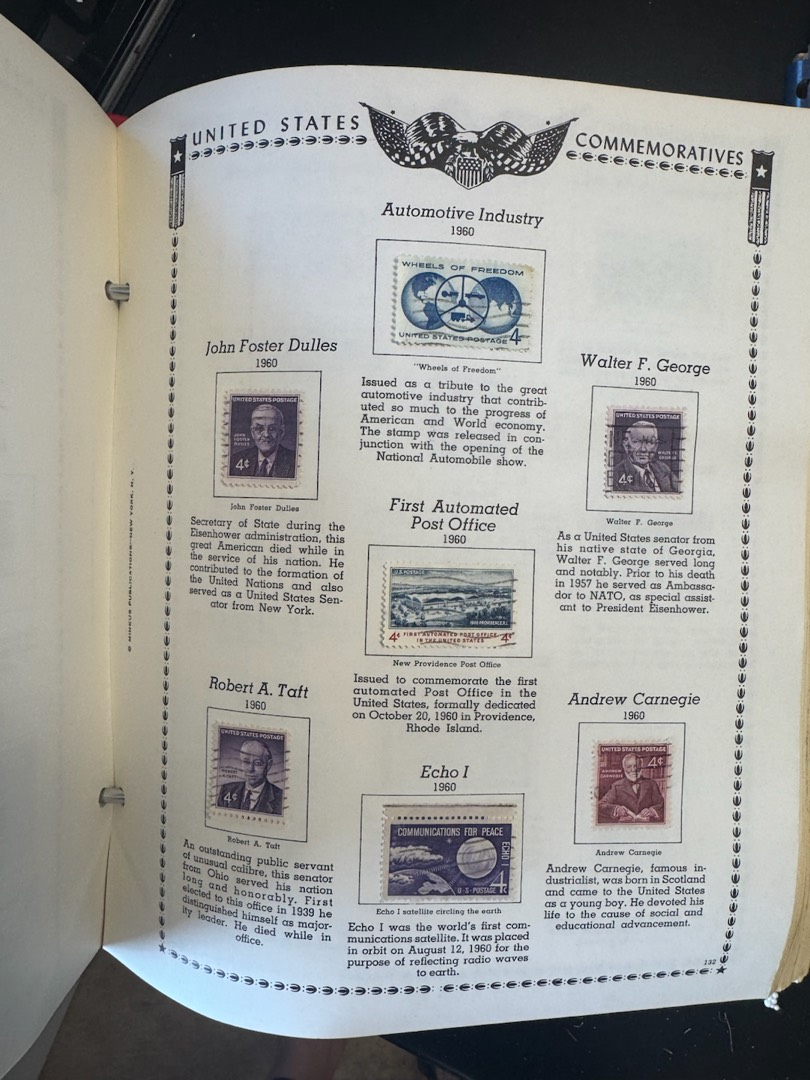 UNITED STATES
COMMEMORATIVES
Automotive Industry
1960
WHEELS OF FREEDOM
UNITED STATES POSTAGE 4¢
"Wheels of Freedom"
Issued as a tribute to the great
automotive industry that contrib-
uted so much to the progress of
American and World economy.
The stamp was released in con-
junction with the opening of the
National Automobile show.
John Foster Dulles
1960
UNITED STATES POSTAGE
JOHN
FOSTER
DULLES
4¢
John Foster Dulles
Secretary of State during the
Eisenhower administration, this
great American died while in
the service of his nation. He
contributed to the formation of
the United Nations and also
served as a United States Sen-
ator from New York.
Walter F. George
1960
UNITED STATES POSTAGE
WALTER F.
GEORGE
4¢
Walter F. George
As a United States senator from
his native state of Georgia,
Walter F. George served long
and notably. Prior to his death
in 1957 he served as Ambassa-
dor to NATO, as special assist-
ant to President Eisenhower.
First Automated
Post Office
1960
U.S. POSTAGE
4¢ FIRST AUTOMATED POST OFFICE 4¢
IN THE UNITED STATES
New Providence Post Office
Issued to commemorate the first
automated Post Office in the
United States, formally dedicated
on October 20, 1960 in Providence,
Rhode Island.
Robert A. Taft
1960
UNITED STATES POSTAGE
ROBERT
A. TAFT
4¢
Robert A. Taft
An outstanding public servant
of unusual calibre, this senator
from Ohio served his nation
long and honorably. First
elected to this office in 1939 he
distinguished himself as major-
ity leader. He died while in
office.
Andrew Carnegie
1960
UNITED STATES POSTAGE
ANDREW
CARNEGIE
4¢
Andrew Carnegie
Andrew Carnegie, famous in-
dustrialist, was born in Scotland
and came to the United States
as a young boy. He devoted his
life to the cause of social and
educational advancement.
Echo I
1960
COMMUNICATIONS FOR PEACE
ECHO I
U·S·POSTAGE 4¢
Echo I satellite circling the earth
Echo I was the world's first com-
munications satellite. It was placed
in orbit on August 12, 1960 for the
purpose of reflecting radio waves
to earth.
© MINKUS PUBLICATIONS—NEW YORK, N. Y.
132